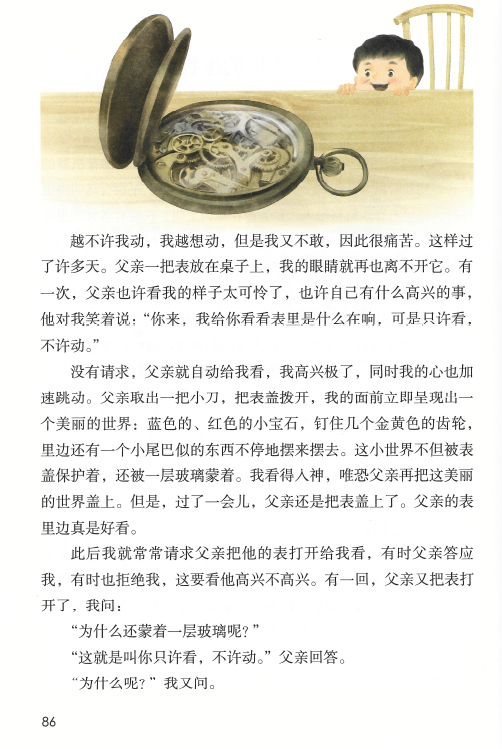 越不许我动，我越想动，但是我又不敢，因此很痛苦。这样过
了许多天。父亲一把表放在桌子上，我的眼睛就再也离不开它。有
一次，父亲也许看我的样子太可怜了，也许自己有什么高兴的事，
他对我笑着说：“你来，我给你看看表里是什么在响，可是只许看，
不许动。”
没有请求，父亲就自动给我看，我高兴极了，同时我的心也加
速跳动。父亲取出一把小刀，把表盖拨开，我的面前立即呈现出一
个美丽的世界：蓝色的、红色的小宝石，钉住几个金黄色的齿轮，
里边还有一个小尾巴似的东西不停地摆来摆去。这小世界不但被表
盖保护着，还被一层玻璃蒙着。我看得入神，唯恐父亲再把这美丽
的世界盖上。但是，过了一会儿，父亲还是把表盖上了。父亲的表
里边真是好看。
此后我就常常请求父亲把他的表打开给我看，有时父亲答应
我，有时也拒绝我，这要看他高兴不高兴。有一回，父亲又把表打
开了，我问：
“为什么还蒙着一层玻璃呢？”
“这就是叫你只许看，不许动。”父亲回答。
“为什么呢？”我又问。
86